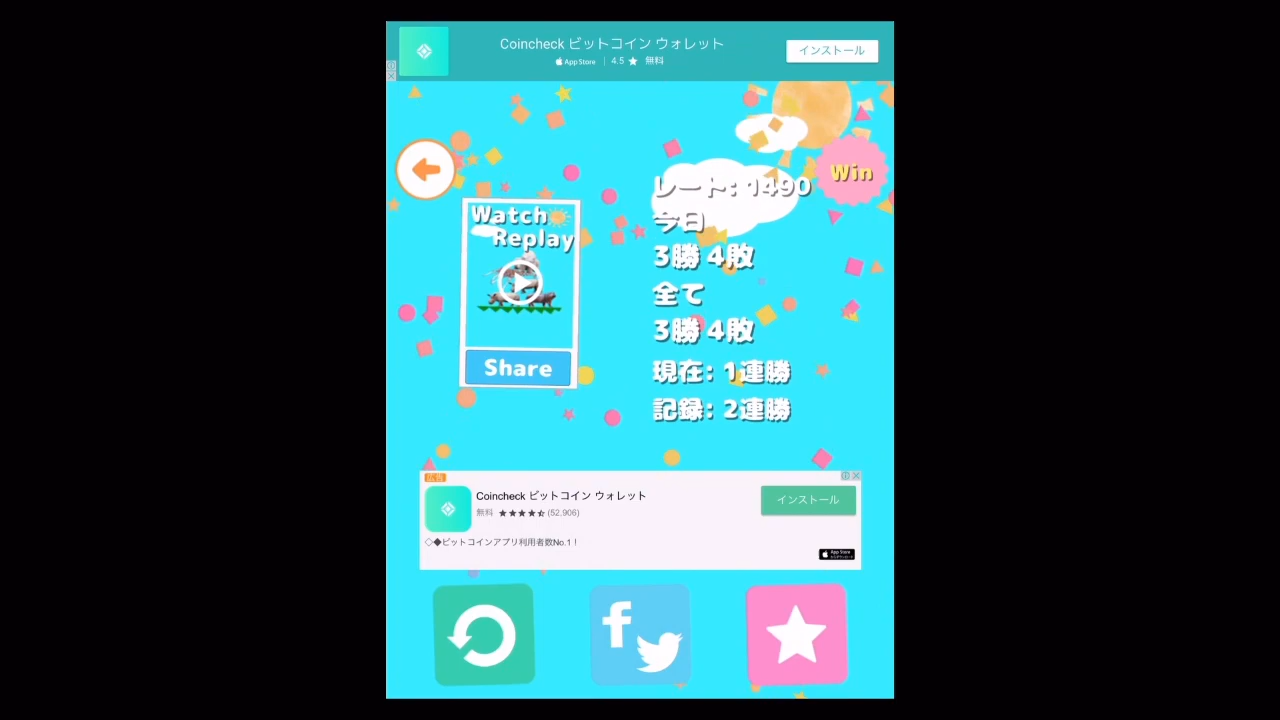 Coincheck ビットコイン ウォレット
App Store | 4.5 ★ 無料
インストール
Win
Watch
Replay
Share
レート: 1490
今日
3勝 4敗
全て
3勝 4敗
現在: 1連勝
記録: 2連勝
広告
Coincheck ビットコイン ウォレット
無料 (52,906)
インストール
◇◆ビットコインアプリ利用者数No.1！
App Store